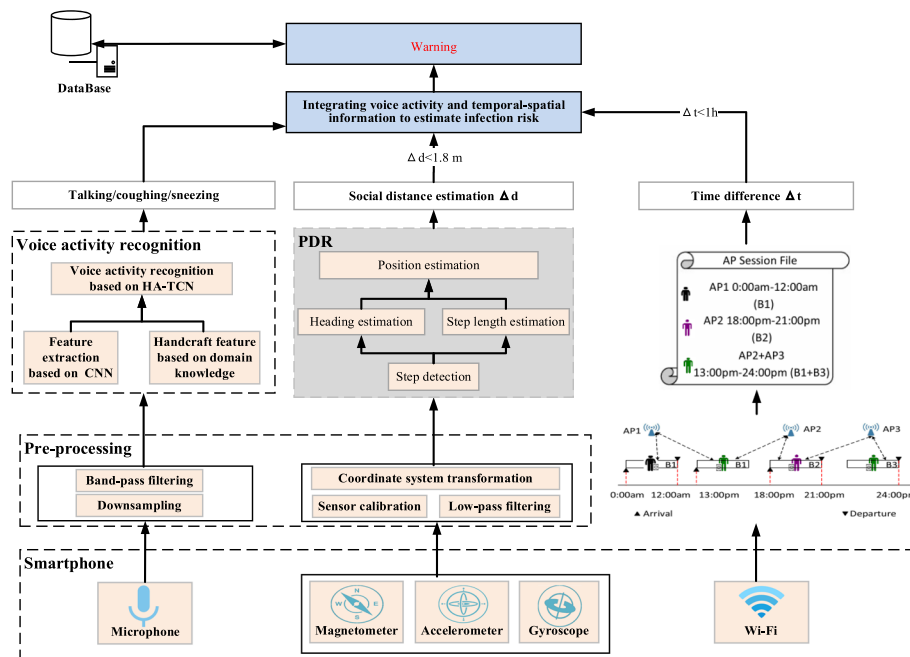 Warning
DataBase
Integrating voice activity and temporal-spatial
information to estimate infection risk
Δ t<1h
Δ d<1.8 m
Talking/coughing/sneezing
Social distance estimation Δ d
Time difference Δ t
Voice activity recognition
Voice activity recognition
based on HA-TCN
Feature
extraction
based on CNN
Handcraft feature
based on domain
knowledge
PDR
Position estimation
Heading estimation
Step length estimation
Step detection
AP Session File
AP1 0:00am-12:00am
(B1)
AP2 18:00pm-21:00pm
(B2)
AP2+AP3
13:00pm-24:00pm (B1+B3)
Pre-processing
Band-pass filtering
Downsampling
Coordinate system transformation
Sensor calibration
Low-pass filtering
AP1
AP2
AP3
B1
B1
B2
B3
0:00am
12:00am
13:00pm
18:00pm
21:00pm
24:00pm
▲ Arrival
▼ Departure
Smartphone
Microphone
N
W
E
S
Magnetometer
Accelerometer
Gyroscope
Wi-Fi